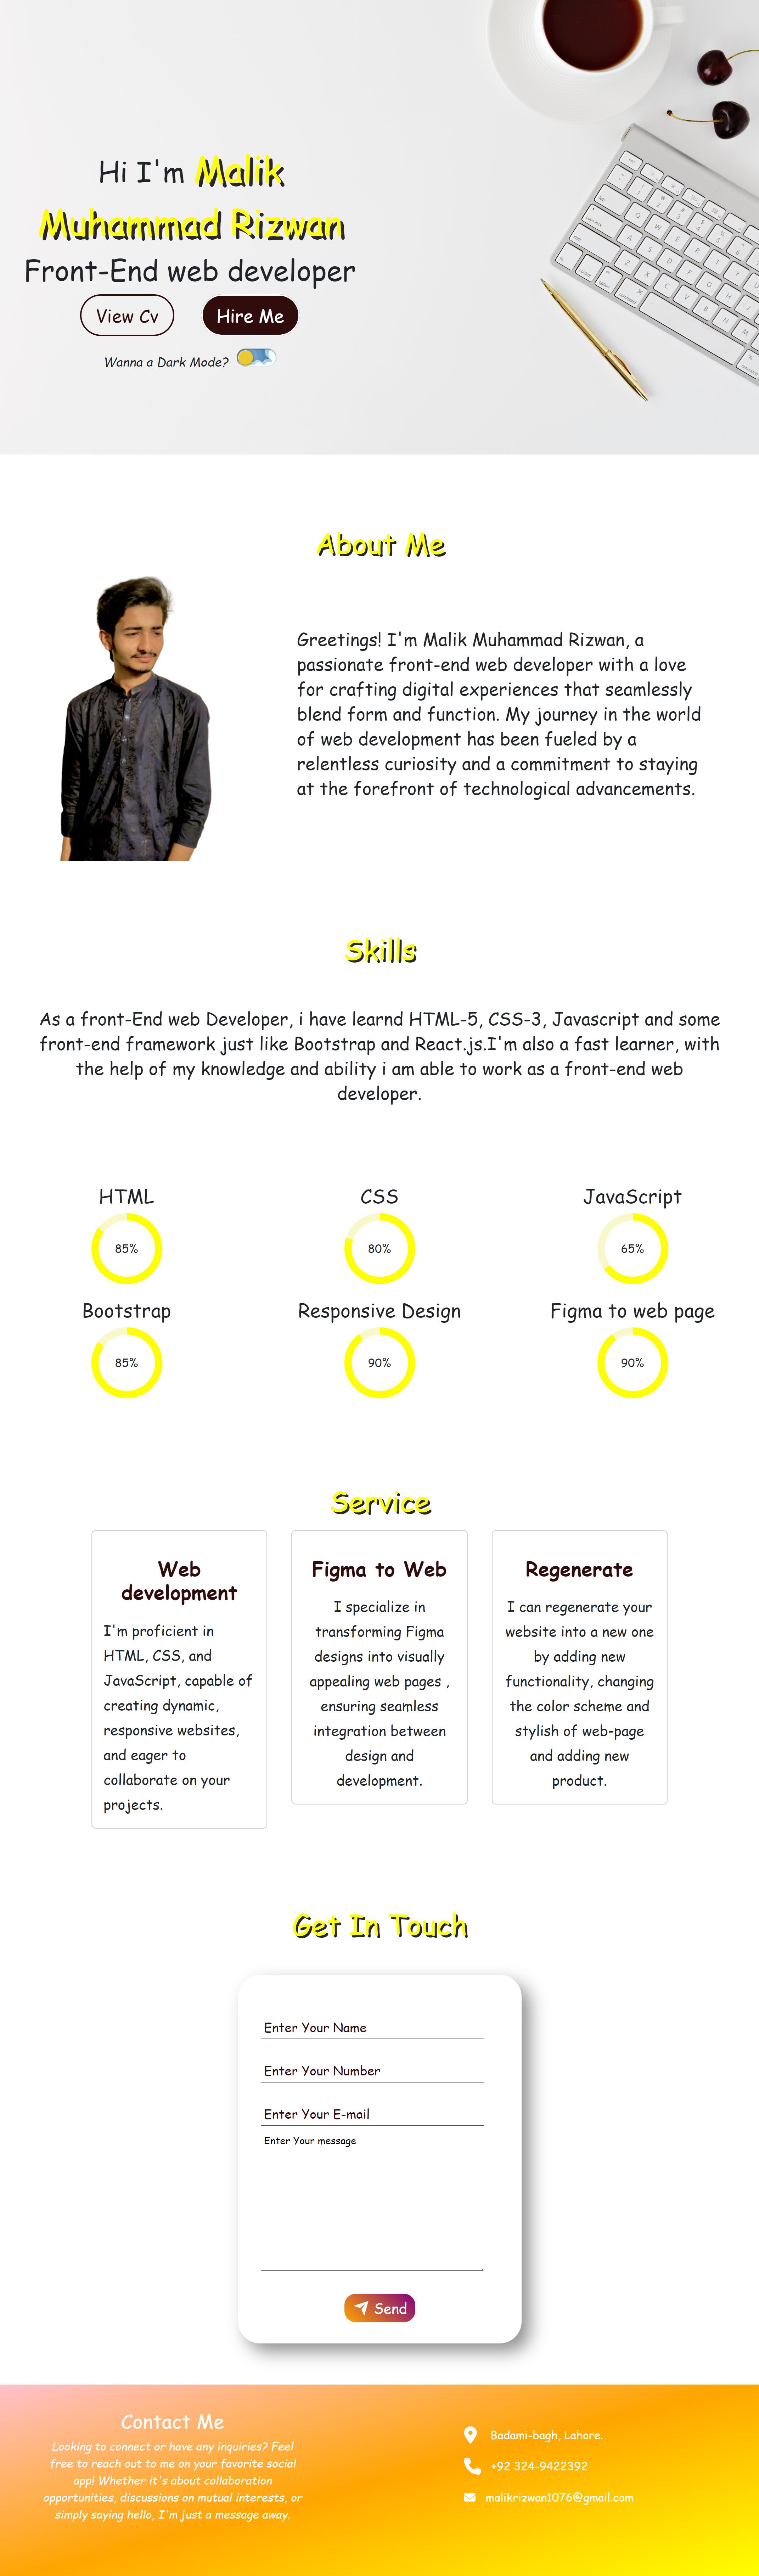 Hi I'm Malik
Muhammad Rizwan
Front-End web developer
View Cv
Hire Me
Wanna a Dark Mode?
About Me
Greetings! I'm Malik Muhammad Rizwan, a
passionate front-end web developer with a love
for crafting digital experiences that seamlessly
blend form and function. My journey in the world
of web development has been fueled by a
relentless curiosity and a commitment to staying
at the forefront of technological advancements.
Skills
As a front-End web Developer, i have learnd HTML-5, CSS-3, Javascript and some
front-end framework just like Bootstrap and React.js.I'm also a fast learner, with
the help of my knowledge and ability i am able to work as a front-end web
developer.
HTML
85%
CSS
80%
JavaScript
65%
Bootstrap
85%
Responsive Design
90%
Figma to web page
90%
Service
Web
development
I'm proficient in
HTML, CSS, and
JavaScript, capable of
creating dynamic,
responsive websites,
and eager to
collaborate on your
projects.
Figma to Web
I specialize in
transforming Figma
designs into visually
appealing web pages ,
ensuring seamless
integration between
design and
development.
Regenerate
I can regenerate your
website into a new one
by adding new
functionality, changing
the color scheme and
stylish of web-page
and adding new
product.
Get In Touch
Enter Your Name
Enter Your Number
Enter Your E-mail
Enter Your message
Send
Contact Me
Looking to connect or have any inquiries? Feel
free to reach out to me on your favorite social
app! Whether it's about collaboration
opportunities, discussions on mutual interests, or
simply saying hello, I'm just a message away.
Badami-bagh, Lahore.
+92 324-9422392
malikrizwan1076@gmail.com